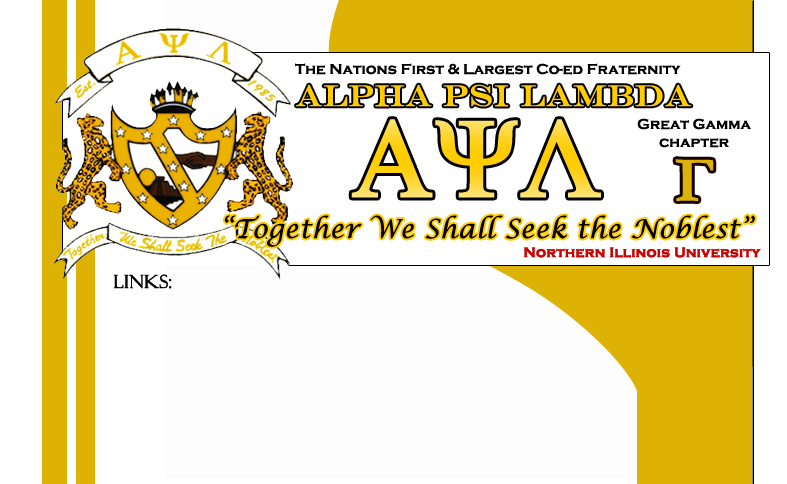 ΑΨΛ
Est. 1985
The Nations First & Largest Co-ed Fraternity
ALPHA PSI LAMBDA
ΑΨΛ
Great Gamma
chapter
Γ
"Together We Shall Seek the Noblest"
Together We Shall Seek The Noblest
Northern Illinois University
LINKS: